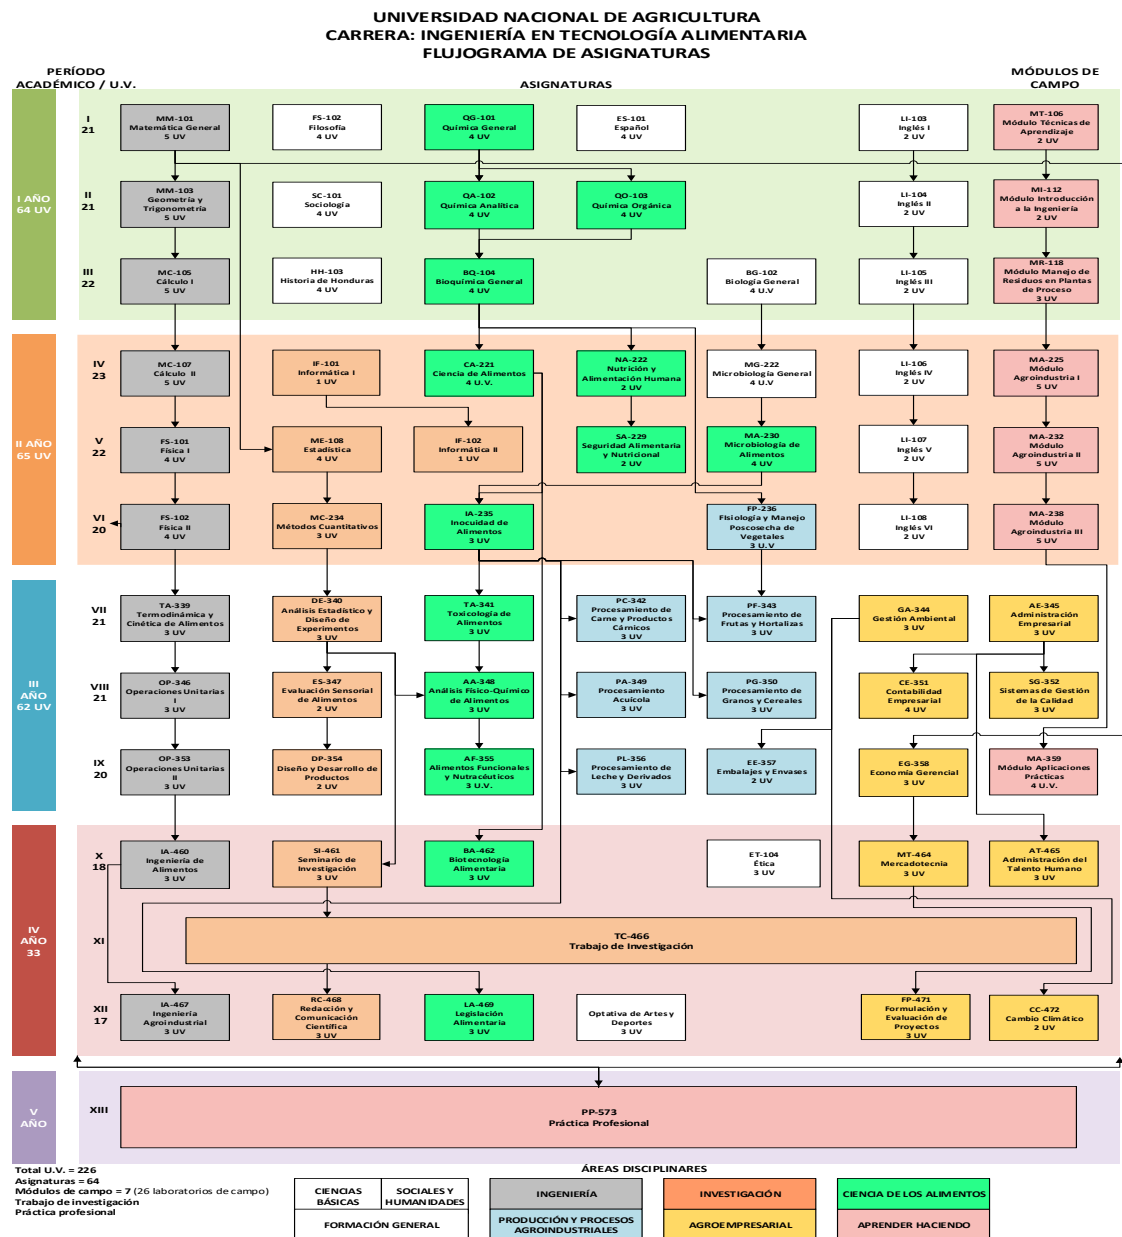 UNIVERSIDAD NACIONAL DE AGRICULTURA
CARRERA: INGENIERÍA EN TECNOLOGÍA ALIMENTARIA
FLUJOGRAMA DE ASIGNATURAS
PERÍODO
ACADÉMICO / U.V.
ASIGNATURAS
MÓDULOS DE
CAMPO
I AÑO
64 UV
I
21
MM-101
Matemática General
5 UV
FS-102
Filosofía
4 UV
QG-101
Química General
4 UV
ES-101
Español
4 UV
LI-103
Inglés I
2 UV
MT-106
Módulo Técnicas de
Aprendizaje
2 UV
II
21
MM-103
Geometría y
Trigonometría
5 UV
SC-101
Sociología
4 UV
QA-102
Química Analítica
4 UV
QO-103
Química Orgánica
4 UV
LI-104
Inglés II
2 UV
MI-112
Módulo Introducción
a la Ingeniería
2 UV
III
22
MC-105
Cálculo I
5 UV
HH-103
Historia de Honduras
4 UV
BQ-104
Bioquímica General
4 UV
BG-102
Biología General
4 U.V
LI-105
Inglés III
2 UV
MR-118
Módulo Manejo de
Residuos en Plantas
de Proceso
3 UV
II AÑO
65 UV
IV
23
MC-107
Cálculo II
5 UV
IF-101
Informática I
1 UV
CA-221
Ciencia de Alimentos
4 U.V.
NA-222
Nutrición y
Alimentación Humana
2 UV
MG-222
Microbiología General
4 U.V
LI-106
Inglés IV
2 UV
MA-225
Módulo
Agroindustria I
5 UV
V
22
FS-101
Física I
4 UV
ME-108
Estadística
4 UV
IF-102
Informática II
1 UV
SA-229
Seguridad Alimentaria
y Nutricional
2 UV
MA-230
Microbiología de
Alimentos
4 UV
LI-107
Inglés V
2 UV
MA-232
Módulo
Agroindustria II
5 UV
VI
20
FS-102
Física II
4 UV
MC-234
Métodos Cuantitativos
3 UV
IA-235
Inocuidad de
Alimentos
3 UV
FP-236
Fisiología y Manejo
Poscosecha de
Vegetales
3 U.V
LI-108
Inglés VI
2 UV
MA-238
Módulo
Agroindustria III
5 UV
III
AÑO
62 UV
VII
21
TA-339
Termodinámica y
Cinética de Alimentos
3 UV
DE-340
Análisis Estadístico y
Diseño de
Experimentos
3 UV
TA-341
Toxicología de
Alimentos
3 UV
PC-342
Procesamiento de
Carne y Productos
Cárnicos
3 UV
PF-343
Procesamiento de
Frutas y Hortalizas
3 UV
GA-344
Gestión Ambiental
3 UV
AE-345
Administración
Empresarial
3 UV
VIII
21
OP-346
Operaciones Unitarias
I
3 UV
ES-347
Evaluación Sensorial
de Alimentos
2 UV
AA-348
Análisis Físico-Químico
de Alimentos
3 UV
PA-349
Procesamiento
Acuícola
3 UV
PG-350
Procesamiento de
Granos y Cereales
3 UV
CE-351
Contabilidad
Empresarial
4 UV
SG-352
Sistemas de Gestión
de la Calidad
3 UV
IX
20
OP-353
Operaciones Unitarias
II
3 UV
DP-354
Diseño y Desarrollo de
Productos
2 UV
AF-355
Alimentos Funcionales
y Nutracéuticos
3 U.V.
PL-356
Procesamiento de
Leche y Derivados
3 UV
EE-357
Embalajes y Envases
2 UV
EG-358
Economía Gerencial
3 UV
MA-359
Módulo Aplicaciones
Prácticas
4 U.V.
IV
AÑO
33
X
18
IA-460
Ingeniería de
Alimentos
3 UV
SI-461
Seminario de
Investigación
3 UV
BA-462
Biotecnología
Alimentaria
3 UV
ET-104
Ética
3 UV
MT-464
Mercadotecnia
3 UV
AT-465
Administración del
Talento Humano
3 UV
XI
TC-466
Trabajo de Investigación
XII
17
IA-467
Ingeniería
Agroindustrial
3 UV
RC-468
Redacción y
Comunicación
Científica
3 UV
LA-469
Legislación
Alimentaria
3 UV
Optativa de Artes y
Deportes
3 UV
FP-471
Formulación y
Evaluación de
Proyectos
3 UV
CC-472
Cambio Climático
2 UV
V
AÑO
XIII
PP-573
Práctica Profesional
Total U.V. = 226
Asignaturas = 64
Módulos de campo = 7 (26 laboratorios de campo)
Trabajo de investigación
Práctica profesional
ÁREAS DISCIPLINARES
CIENCIAS
BÁSICAS
SOCIALES Y
HUMANIDADES
FORMACIÓN GENERAL
INGENIERÍA
PRODUCCIÓN Y PROCESOS
AGROINDUSTRIALES
INVESTIGACIÓN
AGROEMPRESARIAL
CIENCIA DE LOS ALIMENTOS
APRENDER HACIENDO